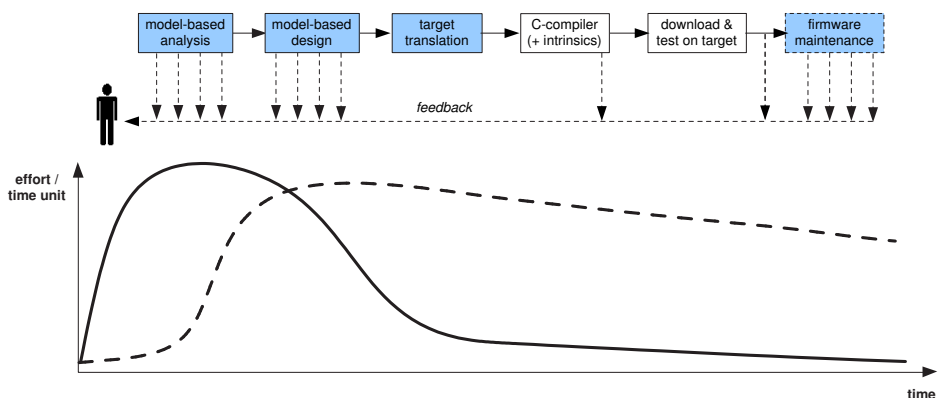 model-based
analysis
model-based
design
target
translation
C-compiler
(+ intrinsics)
download &
test on target
firmware
maintenance
feedback
effort /
time unit
time